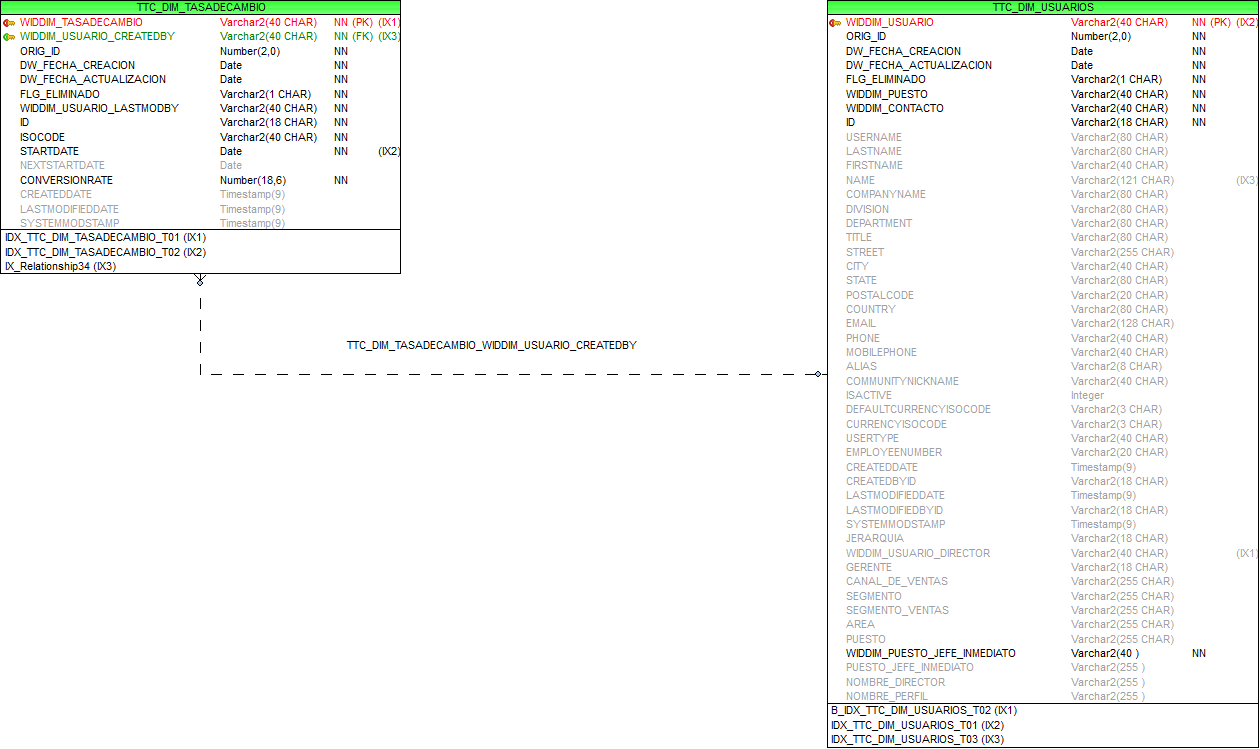 TTC_DIM_TASADECAMBIO
WIDDIM_TASADECAMBIO Varchar2(40 CHAR) NN (PK) (IX1)
WIDDIM_USUARIO_CREATEDBY Varchar2(40 CHAR) NN (FK) (IX3)
ORIG_ID Number(2,0) NN
DW_FECHA_CREACION Date NN
DW_FECHA_ACTUALIZACION Date NN
FLG_ELIMINADO Varchar2(1 CHAR) NN
WIDDIM_USUARIO_LASTMODBY Varchar2(40 CHAR) NN
ID Varchar2(18 CHAR) NN
ISOCODE Varchar2(40 CHAR) NN
STARTDATE Date NN (IX2)
NEXTSTARTDATE Date
CONVERSIONRATE Number(18,6) NN
CREATEDDATE Timestamp(9)
LASTMODIFIEDDATE Timestamp(9)
SYSTEMMODSTAMP Timestamp(9)
IDX_TTC_DIM_TASADECAMBIO_T01 (IX1)
IDX_TTC_DIM_TASADECAMBIO_T02 (IX2)
IX_Relationship34 (IX3)
TTC_DIM_TASADECAMBIO_WIDDIM_USUARIO_CREATEDBY
TTC_DIM_USUARIOS
WIDDIM_USUARIO Varchar2(40 CHAR) NN (PK) (IX2)
ORIG_ID Number(2,0) NN
DW_FECHA_CREACION Date NN
DW_FECHA_ACTUALIZACION Date NN
FLG_ELIMINADO Varchar2(1 CHAR) NN
WIDDIM_PUESTO Varchar2(40 CHAR) NN
WIDDIM_CONTACTO Varchar2(40 CHAR) NN
ID Varchar2(18 CHAR) NN
USERNAME Varchar2(80 CHAR)
LASTNAME Varchar2(80 CHAR)
FIRSTNAME Varchar2(40 CHAR)
NAME Varchar2(121 CHAR) (IX3)
COMPANYNAME Varchar2(80 CHAR)
DIVISION Varchar2(80 CHAR)
DEPARTMENT Varchar2(80 CHAR)
TITLE Varchar2(80 CHAR)
STREET Varchar2(255 CHAR)
CITY Varchar2(40 CHAR)
STATE Varchar2(80 CHAR)
POSTALCODE Varchar2(20 CHAR)
COUNTRY Varchar2(80 CHAR)
EMAIL Varchar2(128 CHAR)
PHONE Varchar2(40 CHAR)
MOBILEPHONE Varchar2(40 CHAR)
ALIAS Varchar2(8 CHAR)
COMMUNITYNICKNAME Varchar2(40 CHAR)
ISACTIVE Integer
DEFAULTCURRENCYISOCODE Varchar2(3 CHAR)
CURRENCYISOCODE Varchar2(3 CHAR)
USERTYPE Varchar2(40 CHAR)
EMPLOYEENUMBER Varchar2(20 CHAR)
CREATEDDATE Timestamp(9)
CREATEDBYID Varchar2(18 CHAR)
LASTMODIFIEDDATE Timestamp(9)
LASTMODIFIEDBYID Varchar2(18 CHAR)
SYSTEMMODSTAMP Timestamp(9)
JERARQUIA Varchar2(18 CHAR)
WIDDIM_USUARIO_DIRECTOR Varchar2(40 CHAR) (IX1)
GERENTE Varchar2(18 CHAR)
CANAL_DE_VENTAS Varchar2(255 CHAR)
SEGMENTO Varchar2(255 CHAR)
SEGMENTO_VENTAS Varchar2(255 CHAR)
AREA Varchar2(255 CHAR)
PUESTO Varchar2(255 CHAR)
WIDDIM_PUESTO_JEFE_INMEDIATO Varchar2(40 ) NN
PUESTO_JEFE_INMEDIATO Varchar2(255 )
NOMBRE_DIRECTOR Varchar2(255 )
NOMBRE_PERFIL Varchar2(255 )
B_IDX_TTC_DIM_USUARIOS_T02 (IX1)
IDX_TTC_DIM_USUARIOS_T01 (IX2)
IDX_TTC_DIM_USUARIOS_T03 (IX3)